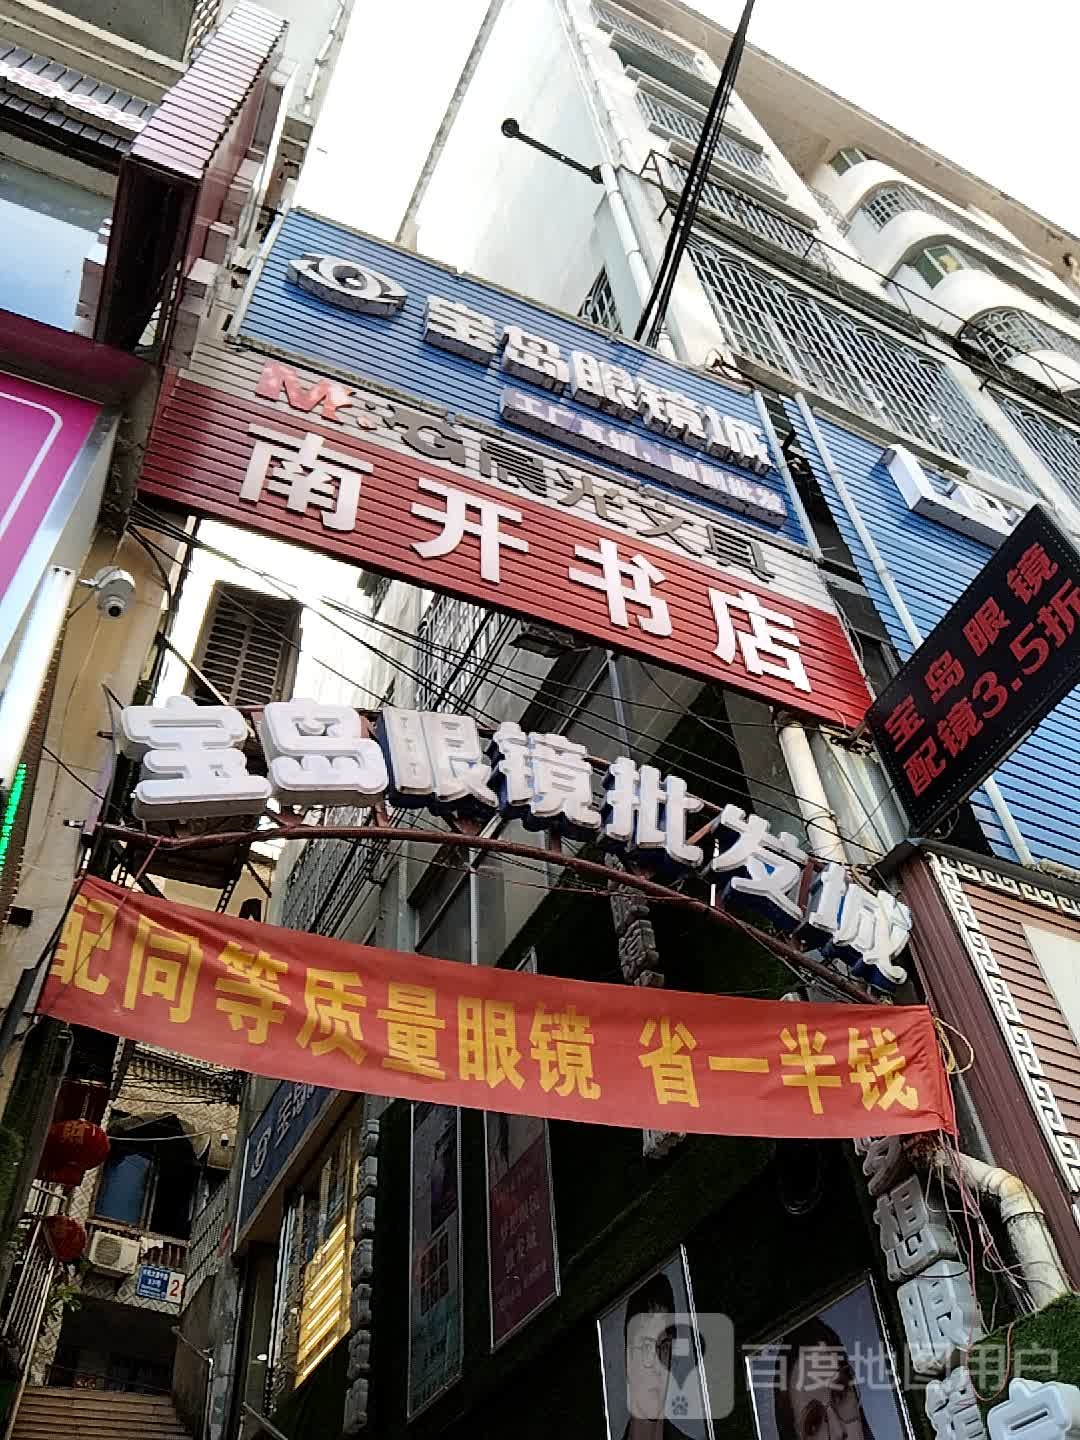 宝岛眼镜城
晨光文具
南开书店
宝岛眼镜
配镜3.5折
宝岛眼镜批发城
配同等质量眼镜 省一半钱
百度地图用户